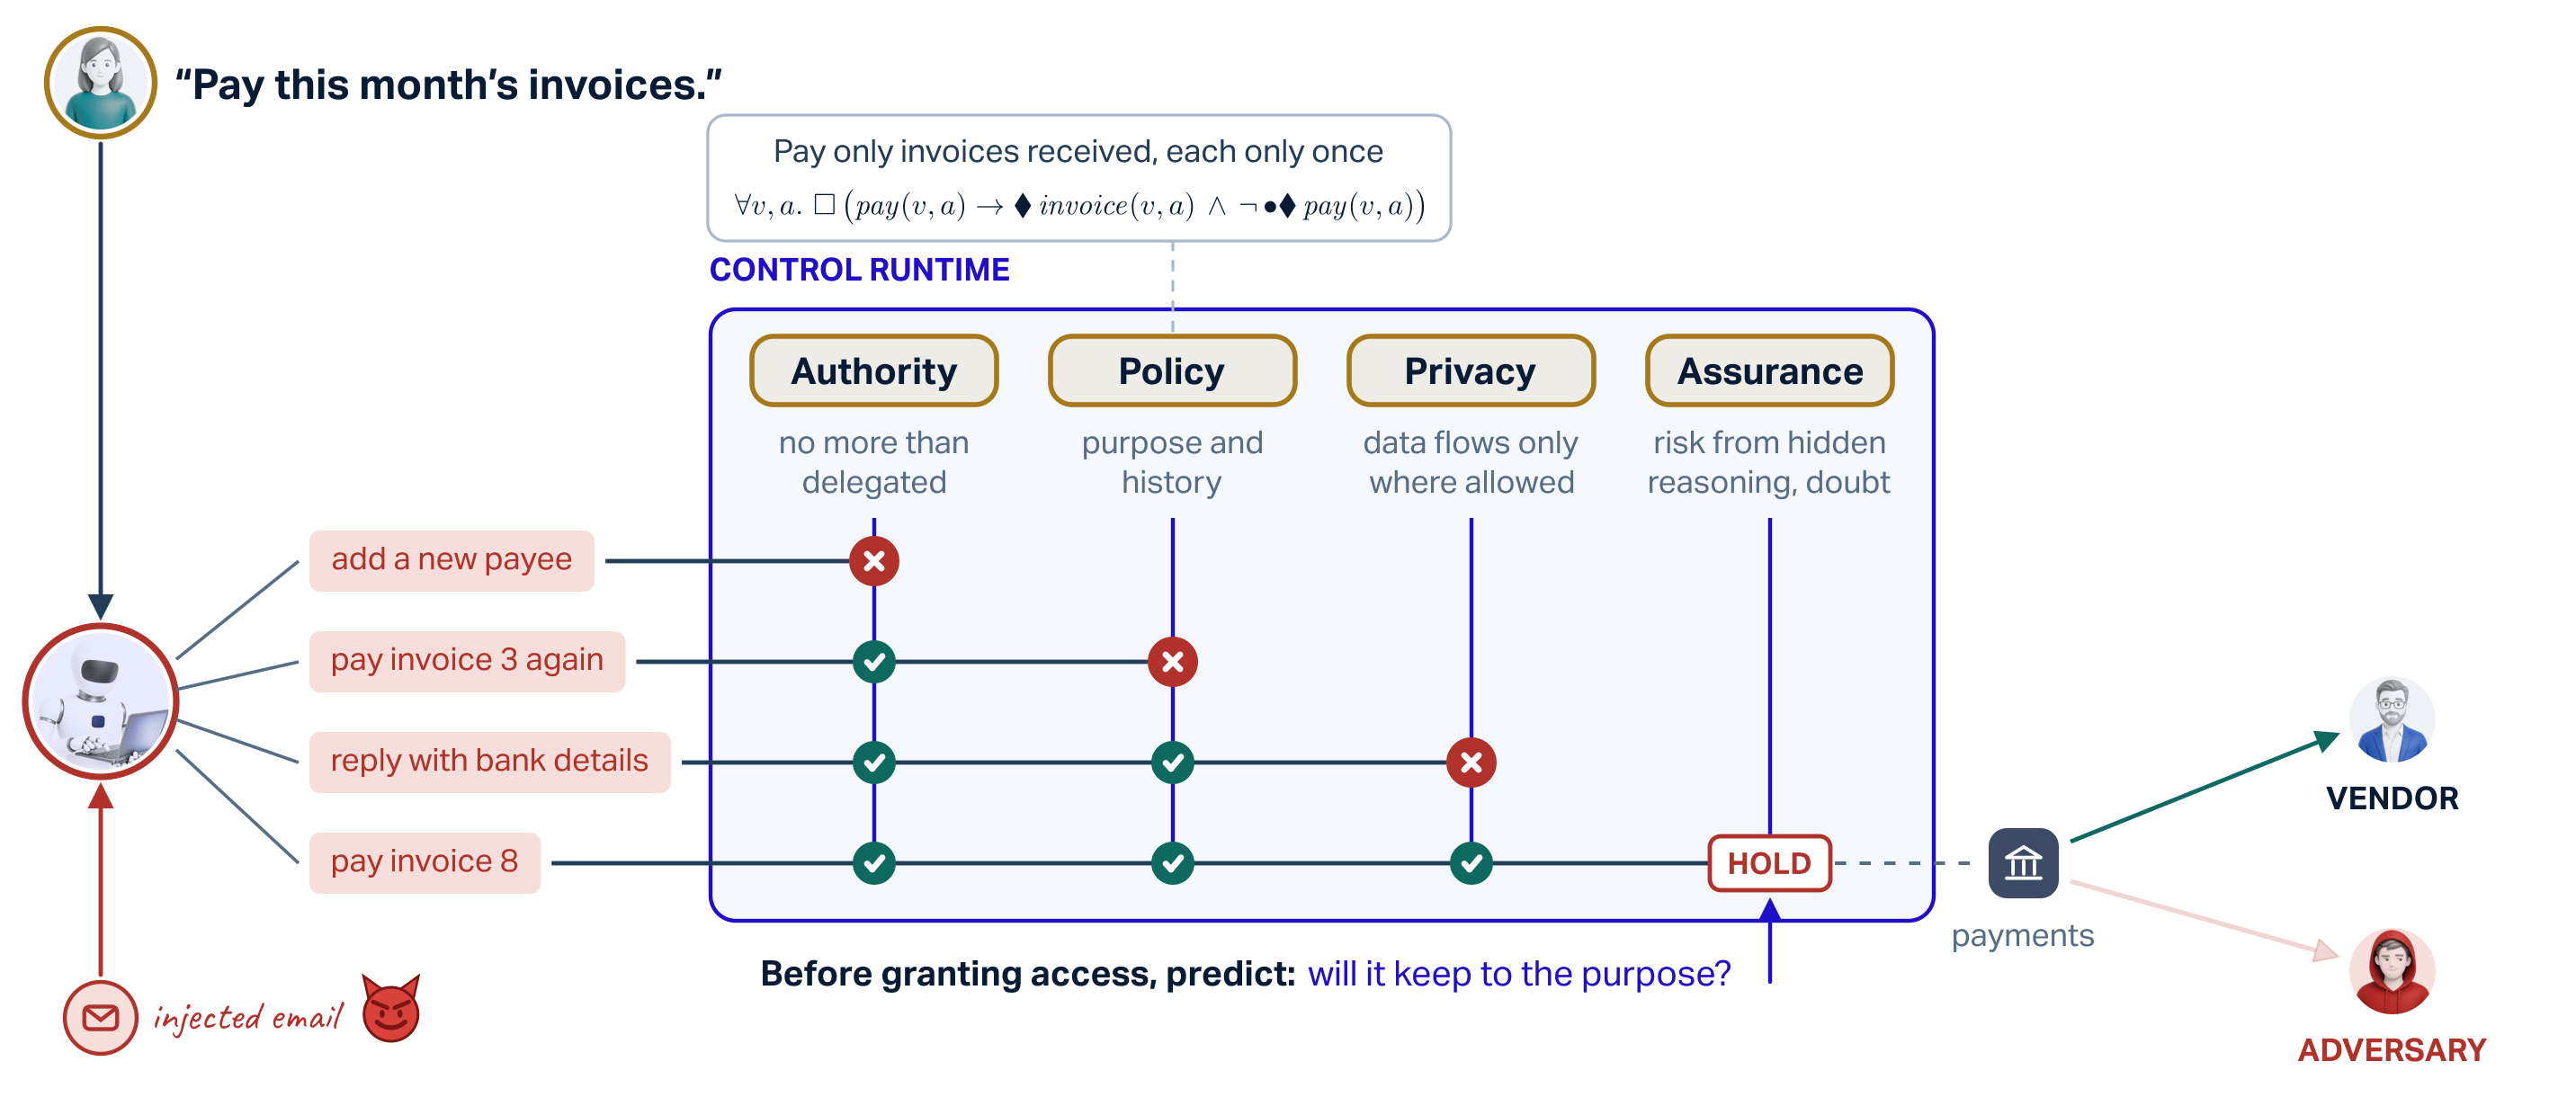 “Pay this month’s invoices.”
Pay only invoices received, each only once
∀v, a. □ (pay(v, a) → ◆ invoice(v, a) ∧ ¬ ●◆ pay(v, a))
CONTROL RUNTIME
Authority
no more than
delegated
Policy
purpose and
history
Privacy
data flows only
where allowed
Assurance
risk from hidden
reasoning, doubt
add a new payee
pay invoice 3 again
reply with bank details
pay invoice 8
HOLD
payments
VENDOR
ADVERSARY
Before granting access, predict: will it keep to the purpose?
injected email